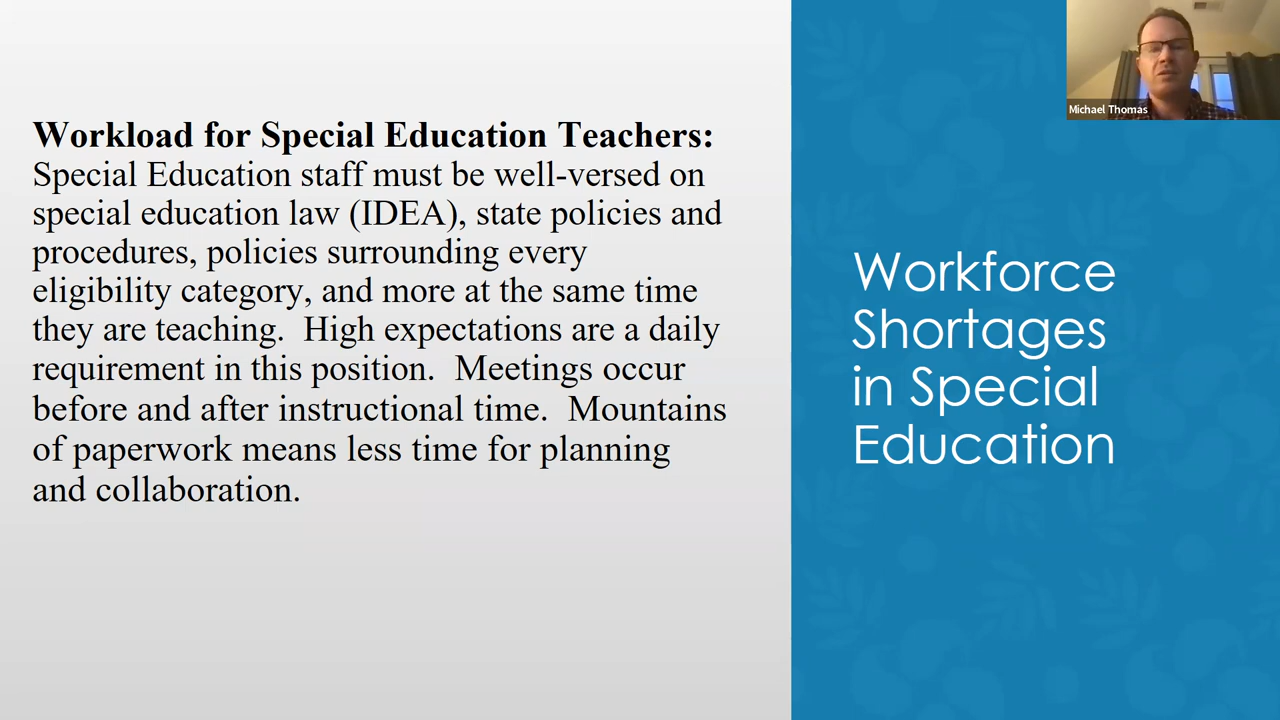 Workload for Special Education Teachers:
Special Education staff must be well-versed on
special education law (IDEA), state policies and
procedures, policies surrounding every
eligibility category, and more at the same time
they are teaching.  High expectations are a daily
requirement in this position.  Meetings occur
before and after instructional time.  Mountains
of paperwork means less time for planning
and collaboration.
Michael Thomas
Workforce
Shortages
in Special
Education